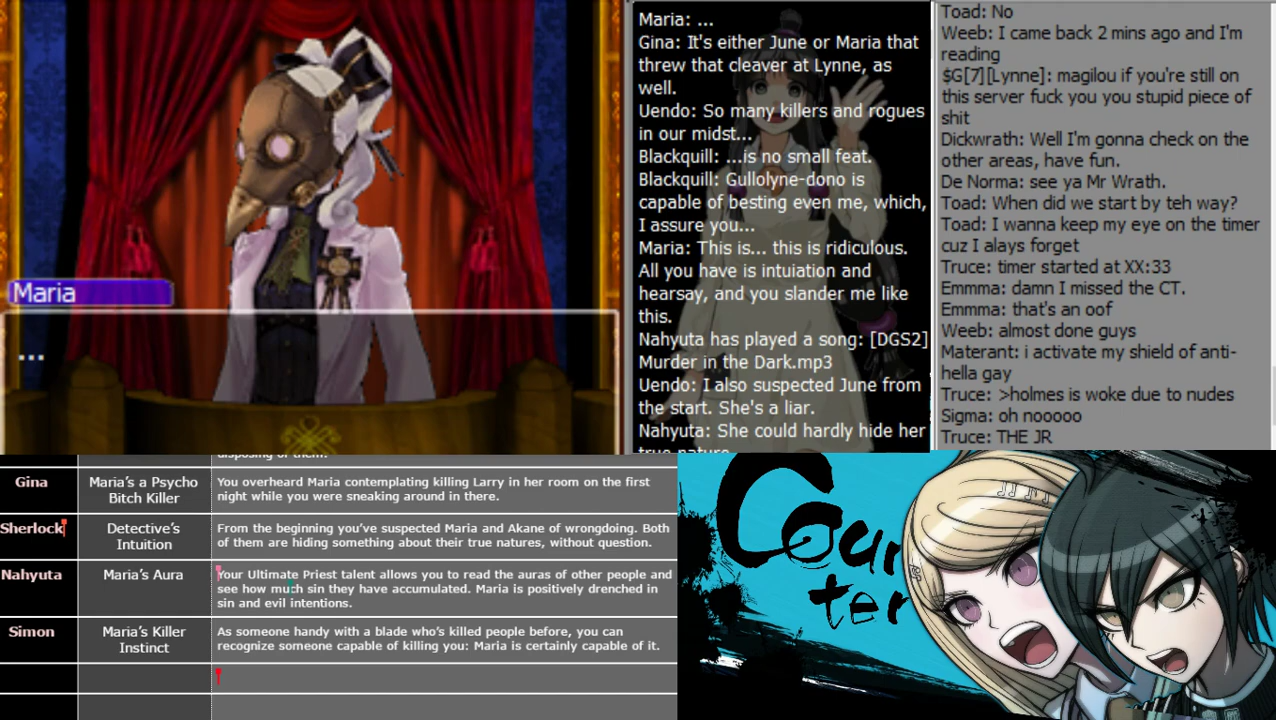 Maria
...
Maria: ...
Gina: It's either June or Maria that
threw that cleaver at Lynne, as
well.
Uendo: So many killers and rogues
in our midst...
Blackquill: ...is no small feat.
Blackquill: Gullolyne-dono is
capable of besting even me, which,
I assure you...
Maria: This is... this is ridiculous.
All you have is intuiation and
hearsay, and you slander me like
this.
Nahyuta has played a song: [DGS2]
Murder in the Dark.mp3
Uendo: I also suspected June from
the start. She's a liar.
Nahyuta: She could hardly hide her
true nature.
Toad: No
Weeb: I came back 2 mins ago and I'm
reading
$G[7][Lynne]: magilou if you're still on
this server fuck you you stupid piece of
shit
Dickwrath: Well I'm gonna check on the
other areas, have fun.
De Norma: see ya Mr Wrath.
Toad: When did we start by teh way?
Toad: I wanna keep my eye on the timer
cuz I alays forget
Truce: timer started at XX:33
Emmma: damn I missed the CT.
Emmma: that's an oof
Weeb: almost done guys
Materant: i activate my shield of anti-
hella gay
Truce: >holmes is woke due to nudes
Sigma: oh nooooo
Truce: THE JR
disposing of them.
Gina
Maria's a Psycho
Bitch Killer
You overheard Maria contemplating killing Larry in her room on the first
night while you were sneaking around in there.
Sherlock
Detective's
Intuition
From the beginning you've suspected Maria and Akane of wrongdoing. Both
of them are hiding something about their true natures, without question.
Nahyuta
Maria's Aura
Your Ultimate Priest talent allows you to read the auras of other people and
see how much sin they have accumulated. Maria is positively drenched in
sin and evil intentions.
Simon
Maria's Killer
Instinct
As someone handy with a blade who's killed people before, you can
recognize someone capable of killing you: Maria is certainly capable of it.
Coun
ter